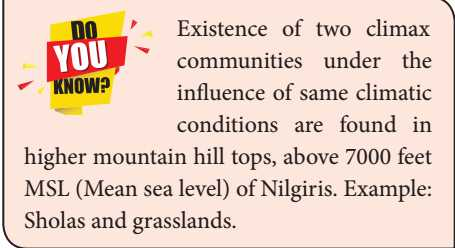 DO
YOU
KNOW?
Existence of two climax
communities under the
influence of same climatic
conditions are found in
higher mountain hill tops, above 7000 feet
MSL (Mean sea level) of Nilgiris. Example:
Sholas and grasslands.